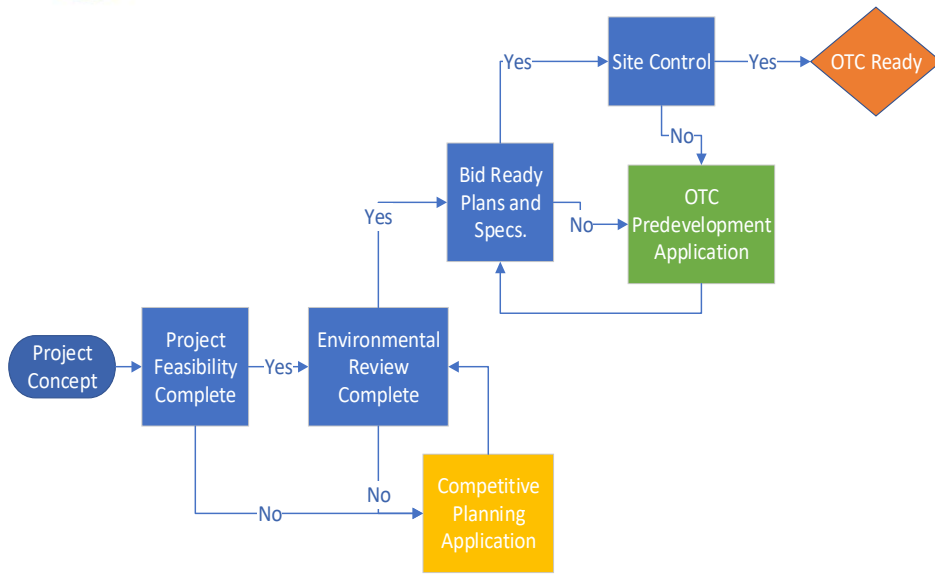 Yes
Site Control
Yes
OTC Ready
No
Bid Ready
Plans and
Specs.
No
OTC
Predevelopment
Application
Yes
Project
Concept
Project
Feasibility
Complete
Yes
Environmental
Review
Complete
No
No
Competitive
Planning
Application